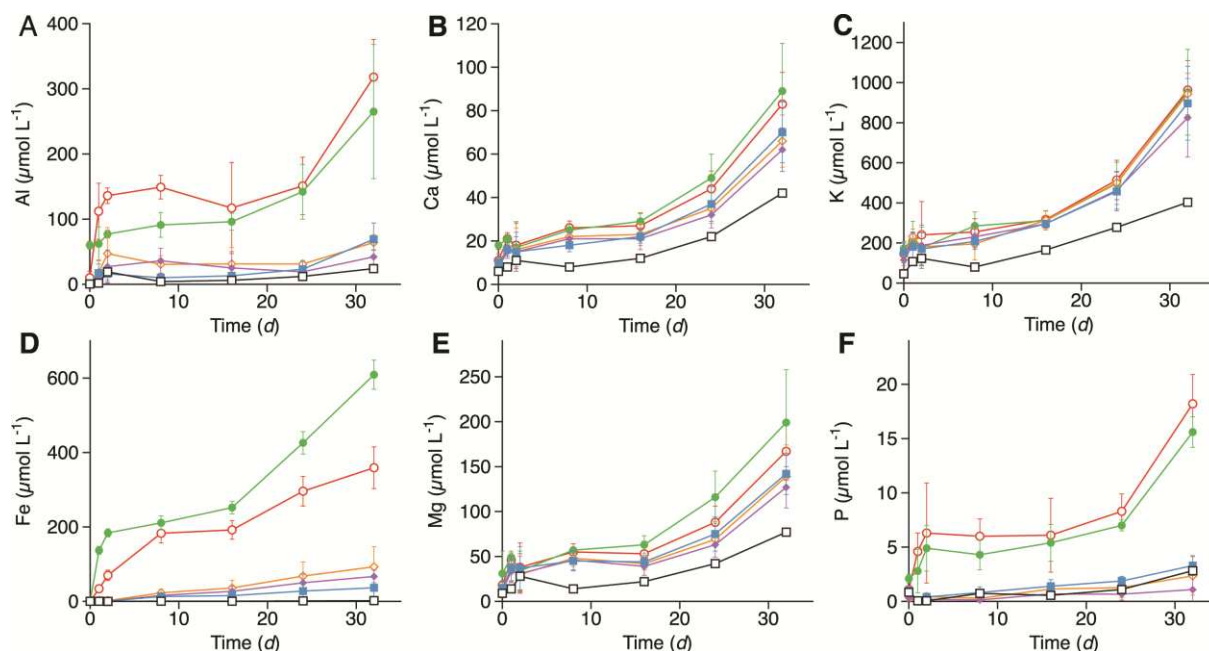 A
400
300
200
100
0
Al (µmol L⁻¹)
0 10 20 30
Time (d)
B
120
100
80
60
40
20
0
Ca (µmol L⁻¹)
0 10 20 30
Time (d)
C
1200
1000
800
600
400
200
0
K (µmol L⁻¹)
0 10 20 30
Time (d)
D
600
400
200
0
Fe (µmol L⁻¹)
0 10 20 30
Time (d)
E
250
200
150
100
50
0
Mg (µmol L⁻¹)
0 10 20 30
Time (d)
F
20
15
10
5
0
P (µmol L⁻¹)
0 10 20 30
Time (d)